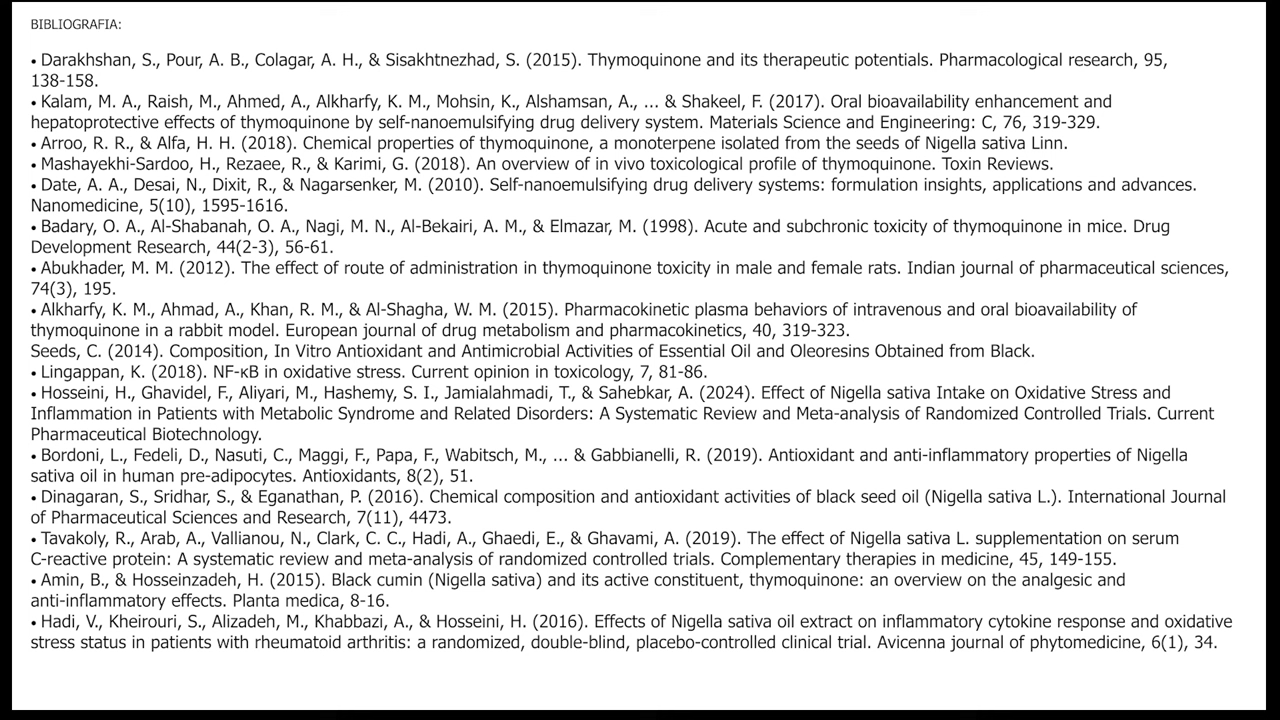 BIBLIOGRAFIA:
• Darakhshan, S., Pour, A. B., Colagar, A. H., & Sisakhtnezhad, S. (2015). Thymoquinone and its therapeutic potentials. Pharmacological research, 95,
138-158.
• Kalam, M. A., Raish, M., Ahmed, A., Alkharfy, K. M., Mohsin, K., Alshamsan, A., ... & Shakeel, F. (2017). Oral bioavailability enhancement and
hepatoprotective effects of thymoquinone by self-nanoemulsifying drug delivery system. Materials Science and Engineering: C, 76, 319-329.
• Arroo, R. R., & Alfa, H. H. (2018). Chemical properties of thymoquinone, a monoterpene isolated from the seeds of Nigella sativa Linn.
• Mashayekhi-Sardoo, H., Rezaee, R., & Karimi, G. (2018). An overview of in vivo toxicological profile of thymoquinone. Toxin Reviews.
• Date, A. A., Desai, N., Dixit, R., & Nagarsenker, M. (2010). Self-nanoemulsifying drug delivery systems: formulation insights, applications and advances.
Nanomedicine, 5(10), 1595-1616.
• Badary, O. A., Al-Shabanah, O. A., Nagi, M. N., Al-Bekairi, A. M., & Elmazar, M. (1998). Acute and subchronic toxicity of thymoquinone in mice. Drug
Development Research, 44(2-3), 56-61.
• Abukhader, M. M. (2012). The effect of route of administration in thymoquinone toxicity in male and female rats. Indian journal of pharmaceutical sciences,
74(3), 195.
• Alkharfy, K. M., Ahmad, A., Khan, R. M., & Al-Shagha, W. M. (2015). Pharmacokinetic plasma behaviors of intravenous and oral bioavailability of
thymoquinone in a rabbit model. European journal of drug metabolism and pharmacokinetics, 40, 319-323.
Seeds, C. (2014). Composition, In Vitro Antioxidant and Antimicrobial Activities of Essential Oil and Oleoresins Obtained from Black.
• Lingappan, K. (2018). NF-κB in oxidative stress. Current opinion in toxicology, 7, 81-86.
• Hosseini, H., Ghavidel, F., Aliyari, M., Hashemy, S. I., Jamialahmadi, T., & Sahebkar, A. (2024). Effect of Nigella sativa Intake on Oxidative Stress and
Inflammation in Patients with Metabolic Syndrome and Related Disorders: A Systematic Review and Meta-analysis of Randomized Controlled Trials. Current
Pharmaceutical Biotechnology.
• Bordoni, L., Fedeli, D., Nasuti, C., Maggi, F., Papa, F., Wabitsch, M., ... & Gabbianelli, R. (2019). Antioxidant and anti-inflammatory properties of Nigella
sativa oil in human pre-adipocytes. Antioxidants, 8(2), 51.
• Dinagaran, S., Sridhar, S., & Eganathan, P. (2016). Chemical composition and antioxidant activities of black seed oil (Nigella sativa L.). International Journal
of Pharmaceutical Sciences and Research, 7(11), 4473.
• Tavakoly, R., Arab, A., Vallianou, N., Clark, C. C., Hadi, A., Ghaedi, E., & Ghavami, A. (2019). The effect of Nigella sativa L. supplementation on serum
C-reactive protein: A systematic review and meta-analysis of randomized controlled trials. Complementary therapies in medicine, 45, 149-155.
• Amin, B., & Hosseinzadeh, H. (2015). Black cumin (Nigella sativa) and its active constituent, thymoquinone: an overview on the analgesic and
anti-inflammatory effects. Planta medica, 8-16.
• Hadi, V., Kheirouri, S., Alizadeh, M., Khabbazi, A., & Hosseini, H. (2016). Effects of Nigella sativa oil extract on inflammatory cytokine response and oxidative
stress status in patients with rheumatoid arthritis: a randomized, double-blind, placebo-controlled clinical trial. Avicenna journal of phytomedicine, 6(1), 34.